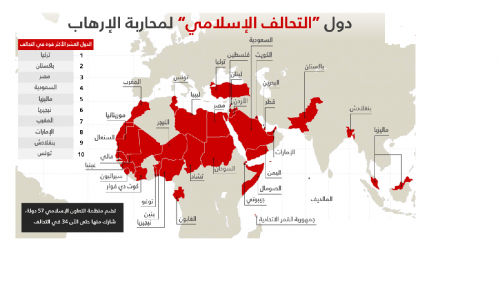 دول "التحالف الإسلامي" لمحاربة الإرهاب
الدول العشر الأكثر قوة في التحالف
1 تركيا
2 باكستان
3 مصر
4 السعودية
5 ماليزيا
6 نيجيريا
7 المغرب
8 الإمارات
9 بنغلادش
10 تونس
السعودية
فلسطين
الكويت
تركيا
لبنان
باكستان
البحرين
تونس
المغرب
ليبيا
الأردن
قطر
مصر
بنغلادش
موريتانيا
النيجر
ماليزيا
السنغال
الإمارات
مالي
السودان
اليمن
غينيا
تشاد
سيراليون
الصومال
كوت دي فوار
جيبوتي
المالديف
توغو
بنين
نيجيريا
الغابون
جمهورية القمر الاتحادية
تضم منظمة التعاون الإسلامي 57 دولة،
شارك منها حتى الآن 34 في التحالف